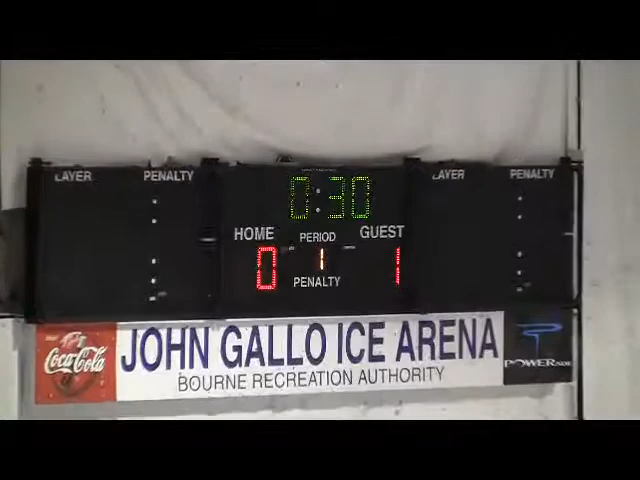 LAYER PENALTY 0:30 LAYER PENALTY
HOME PERIOD GUEST
0 1 1
PENALTY
Coca-Cola JOHN GALLO ICE ARENA POWERADE
BOURNE RECREATION AUTHORITY